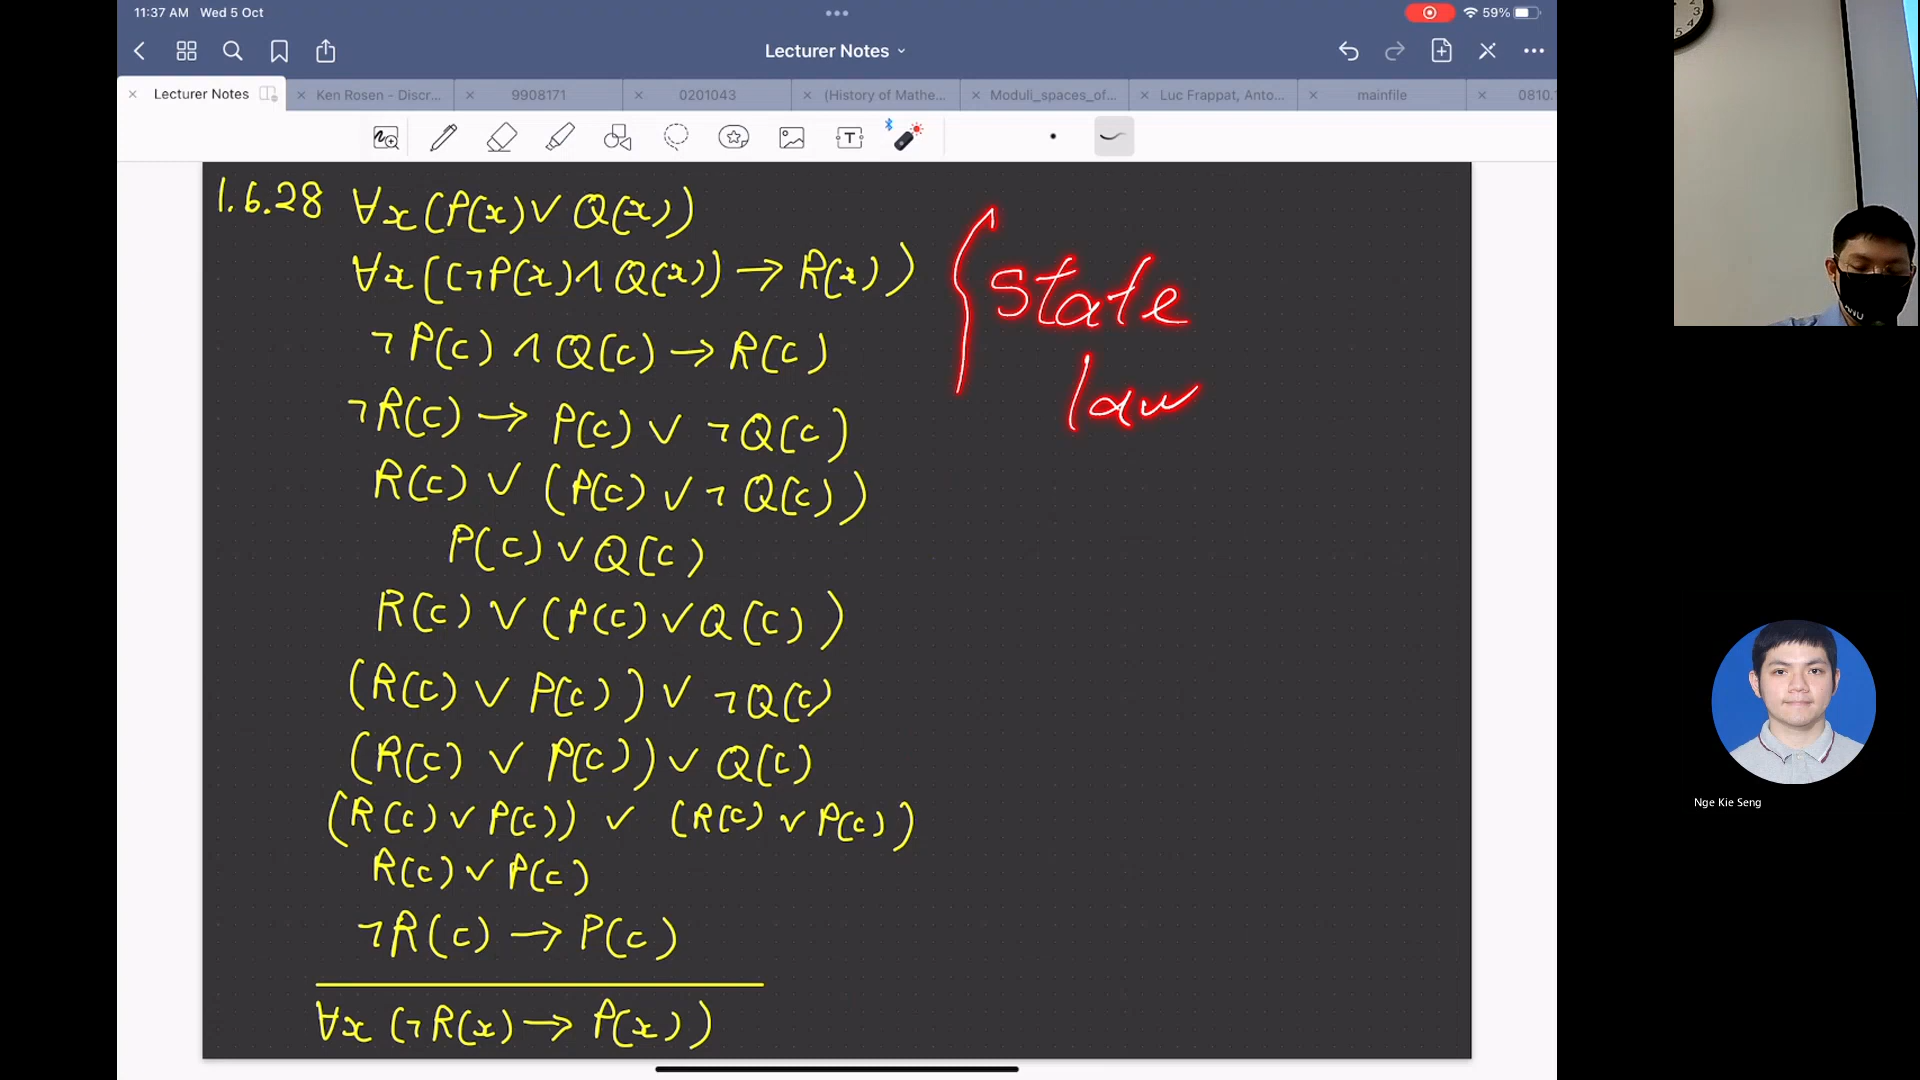 11:37 AM Wed 5 Oct
59%
Lecturer Notes
Lecturer Notes
Ken Rosen - Discr...
9908171
0201043
(History of Mathe...
Moduli_spaces_of...
Luc Frappat, Anto...
mainfile
0810.
1.6.28 ∀x(P(x)∨Q(x))
∀x((¬P(x)∧Q(x))→R(x))
¬P(c)∧Q(c)→R(c)
¬R(c)→P(c)∨¬Q(c)
R(c)∨(P(c)∨¬Q(c))
P(c)∨Q(c)
R(c)∨(P(c)∨Q(c))
(R(c)∨P(c))∨¬Q(c)
(R(c)∨P(c))∨Q(c)
(R(c)∨P(c))∨(R(c)∨P(c))
R(c)∨P(c)
¬R(c)→P(c)
∀x(¬R(x)→P(x))
state
law
Nge Kie Seng